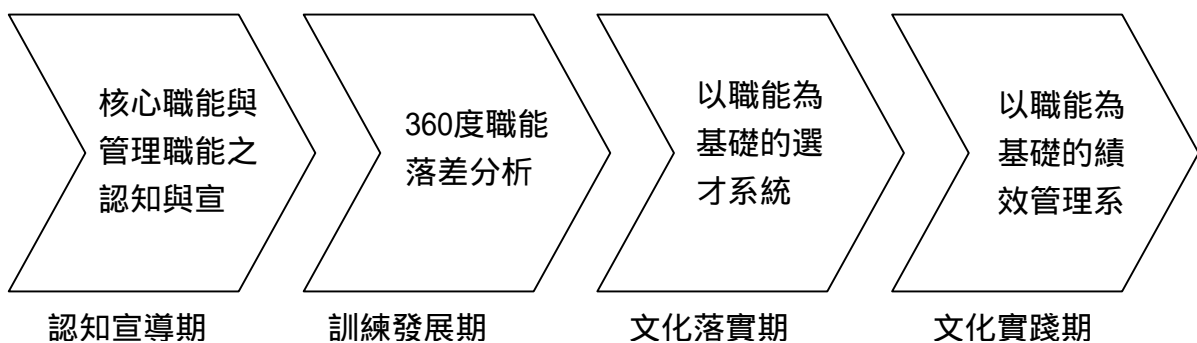 核心職能與
管理職能之
認知與宣
360度職能
落差分析
以職能為
基礎的選
才系統
以職能為
基礎的績
效管理系
認知宣導期
訓練發展期
文化落實期
文化實踐期